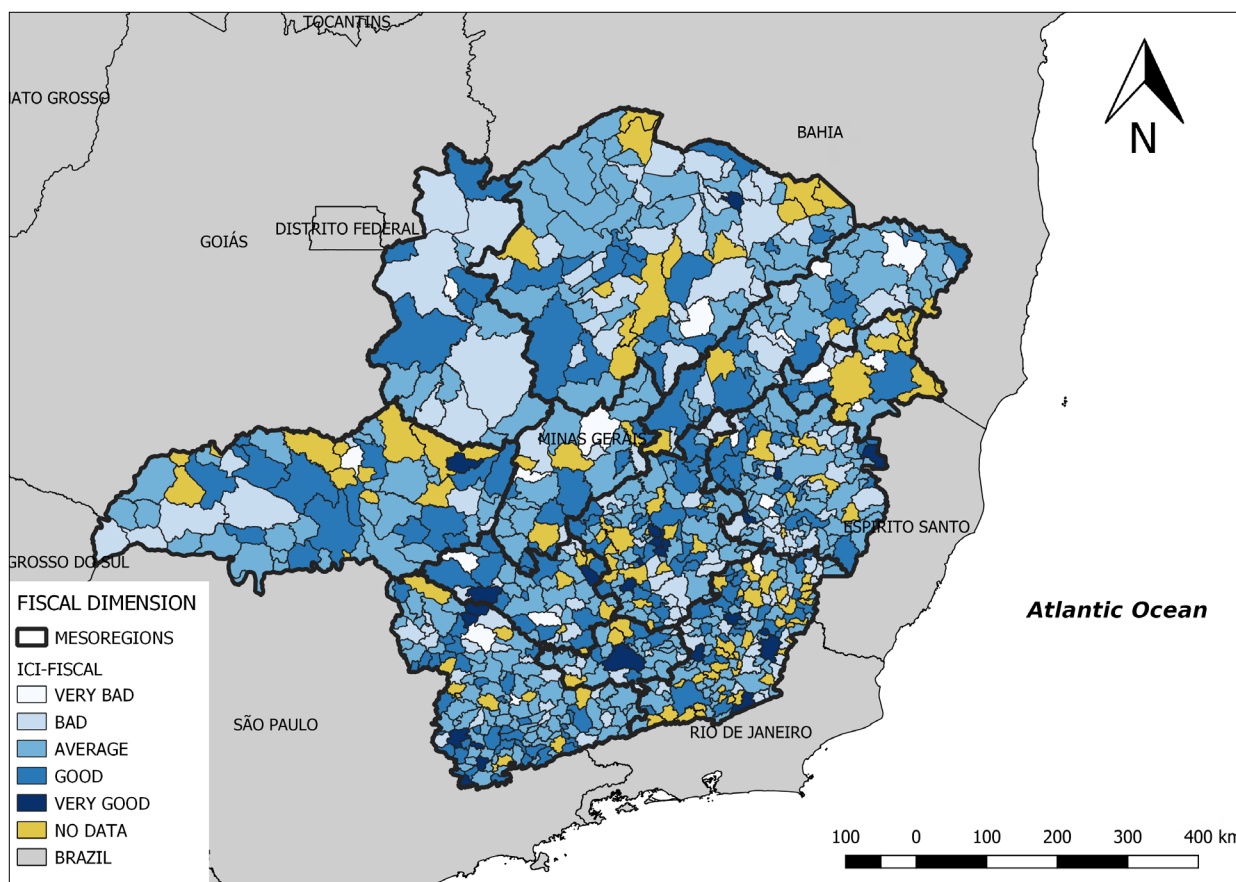 TOCANTINS
MATO GROSSO
BAHIA
N
DISTRITO FEDERAL
GOIÁS
MINAS GERAIS
ESPIRITO SANTO
GROSSO DO SUL
FISCAL DIMENSION
MESOREGIONS
ICI-FISCAL
VERY BAD
BAD
AVERAGE
GOOD
VERY GOOD
NO DATA
BRAZIL
Atlantic Ocean
SÃO PAULO
RIO DE JANEIRO
100 0 100 200 300 400 km